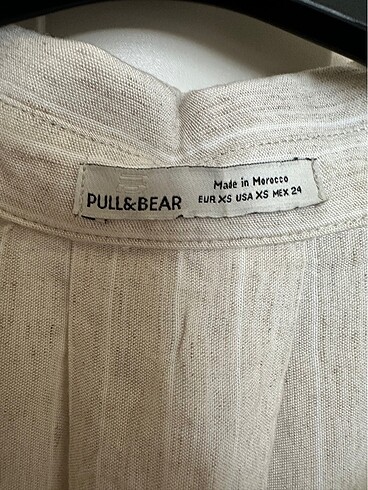 PULL&BEAR
Made in Morocco
EUR XS USA XS MEX 24